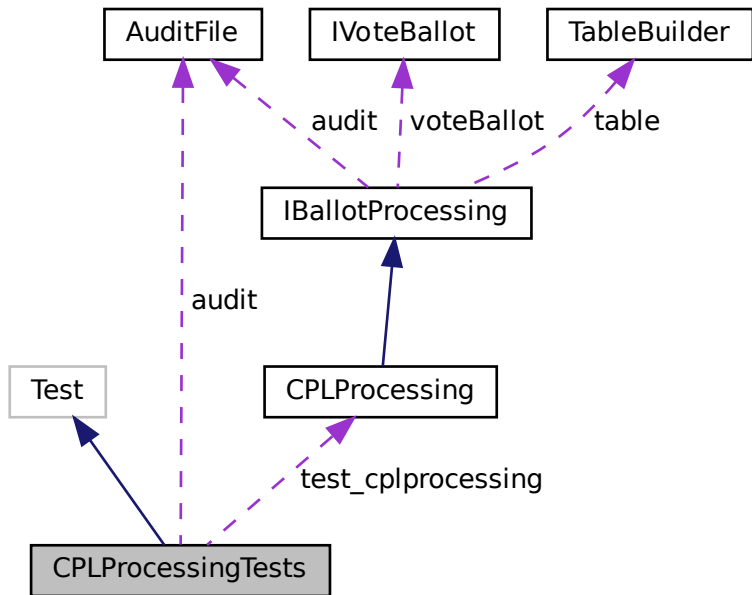 AuditFile
IVoteBallot
TableBuilder
audit
voteBallot
table
IBallotProcessing
audit
Test
CPLProcessing
test_cplprocessing
CPLProcessingTests